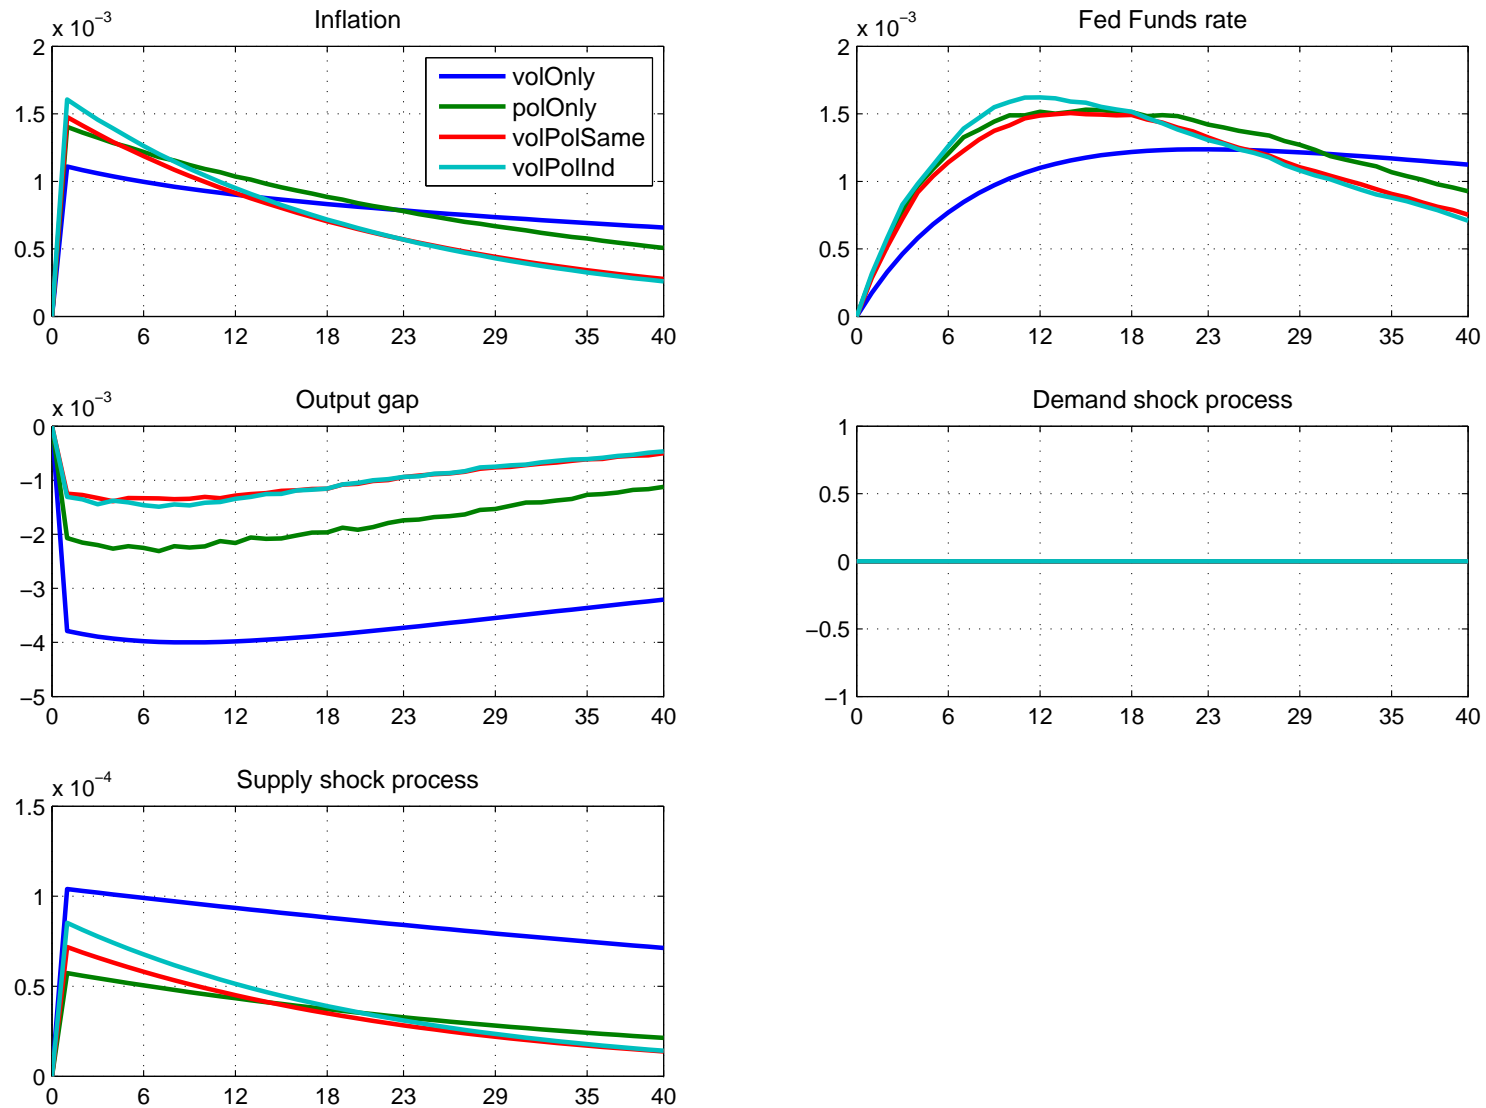 x 10−3
Inflation
2
1.5
1
0.5
0
0 6 12 18 23 29 35 40
volOnly
polOnly
volPolSame
volPolInd
x 10−3
Fed Funds rate
2
1.5
1
0.5
0
0 6 12 18 23 29 35 40
x 10−3
Output gap
0
−1
−2
−3
−4
−5
0 6 12 18 23 29 35 40
Demand shock process
1
0.5
0
−0.5
−1
0 6 12 18 23 29 35 40
x 10−4
Supply shock process
1.5
1
0.5
0
0 6 12 18 23 29 35 40